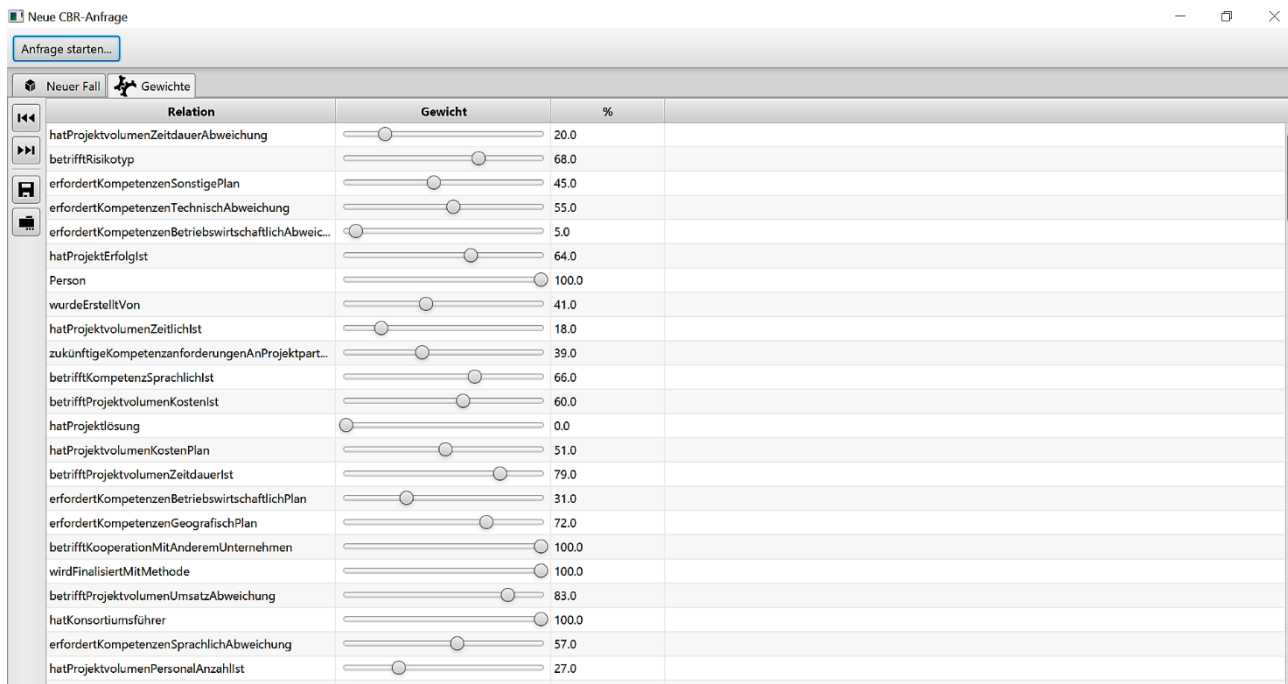 Neue CBR-Anfrage
Anfrage starten...
Neuer Fall Gewichte
Relation Gewicht %
hatProjektvolumenZeitdauerAbweichung 20.0
betrifftRisikotyp 68.0
erfordertKompetenzenSonstigePlan 45.0
erfordertKompetenzenTechnischAbweichung 55.0
erfordertKompetenzenBetriebswirtschaftlichAbweic... 5.0
hatProjektErfolgIst 64.0
Person 100.0
wurdeErstelltVon 41.0
hatProjektvolumenZeitlichIst 18.0
zukünftigeKompetenzanforderungenAnProjektpart... 39.0
betrifftKompetenzSprachlichIst 66.0
betrifftProjektvolumenKostenIst 60.0
hatProjektlösung 0.0
hatProjektvolumenKostenPlan 51.0
betrifftProjektvolumenZeitdauerIst 79.0
erfordertKompetenzenBetriebswirtschaftlichPlan 31.0
erfordertKompetenzenGeografischPlan 72.0
betrifftKooperationMitAnderemUnternehmen 100.0
wirdFinalisiertMitMethode 100.0
betrifftProjektvolumenUmsatzAbweichung 83.0
hatKonsortiumsführer 100.0
erfordertKompetenzenSprachlichAbweichung 57.0
hatProjektvolumenPersonalAnzahlIst 27.0